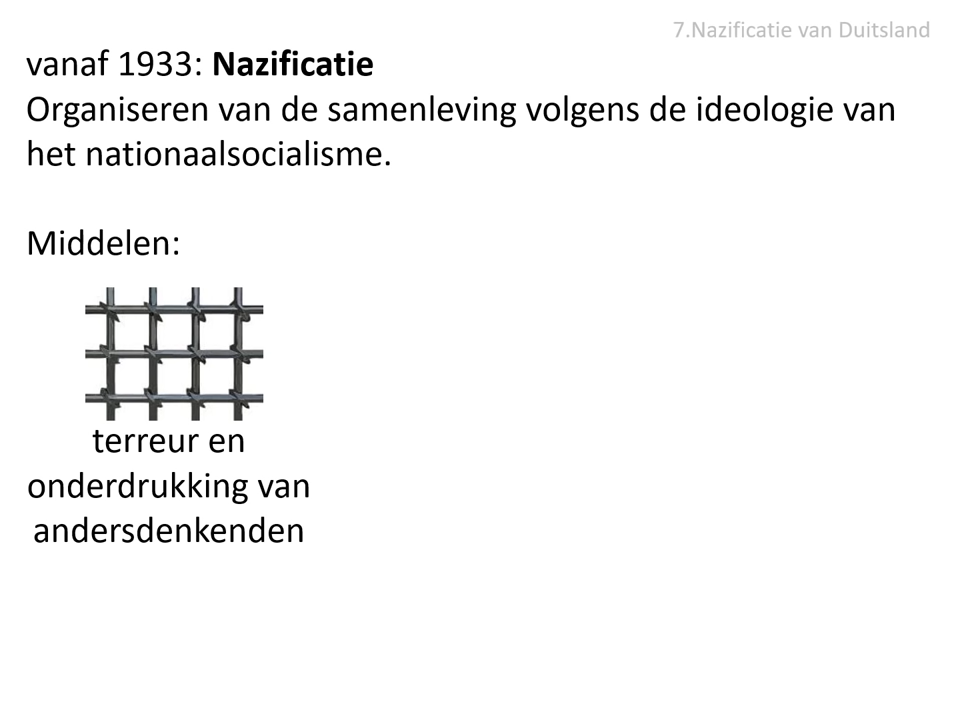 7.Nazificatie van Duitsland
vanaf 1933: Nazificatie
Organiseren van de samenleving volgens de ideologie van
het nationaalsocialisme.
Middelen:
terreur en
onderdrukking van
andersdenkenden